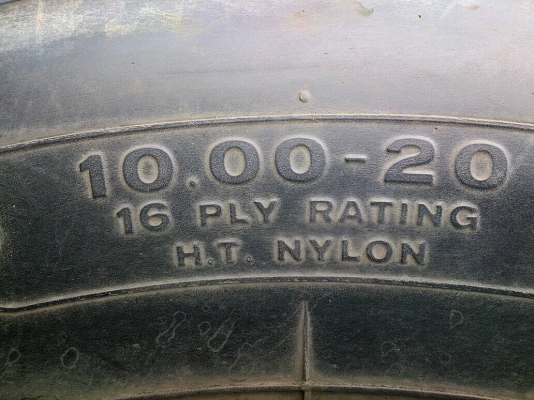 10.00-20
16 PLY RATING
H.T. NYLON